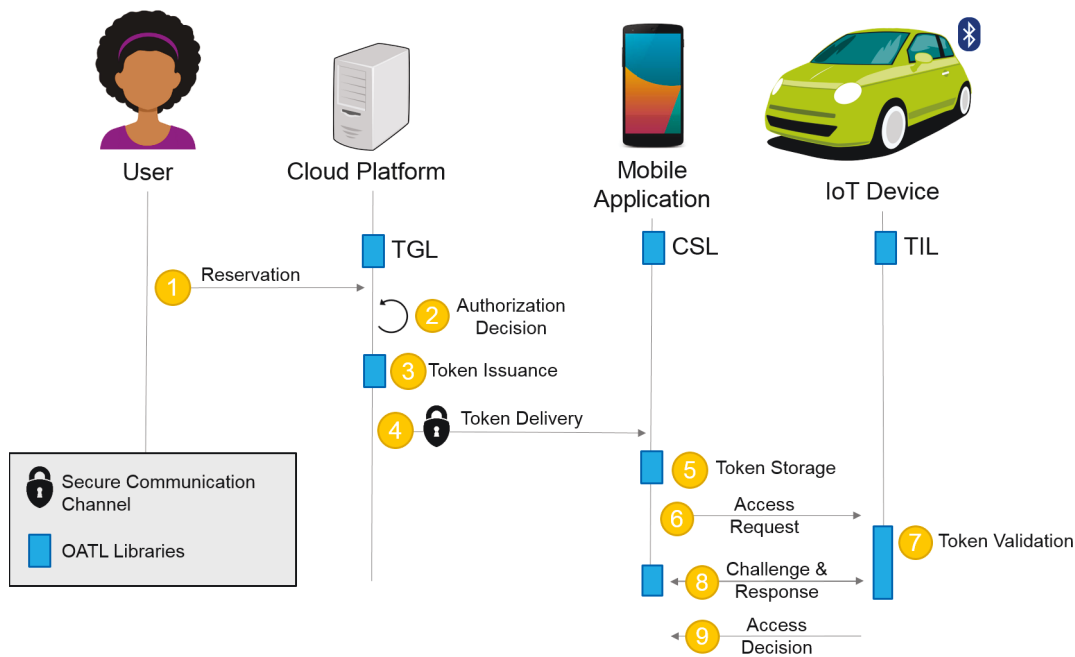 User
Cloud Platform
Mobile
Application
IoT Device
TGL
CSL
TIL
1
Reservation
2
Authorization
Decision
3
Token Issuance
4
Token Delivery
Secure Communication
Channel
OATL Libraries
5
Token Storage
6
Access
Request
7
Token Validation
8
Challenge &
Response
9
Access
Decision